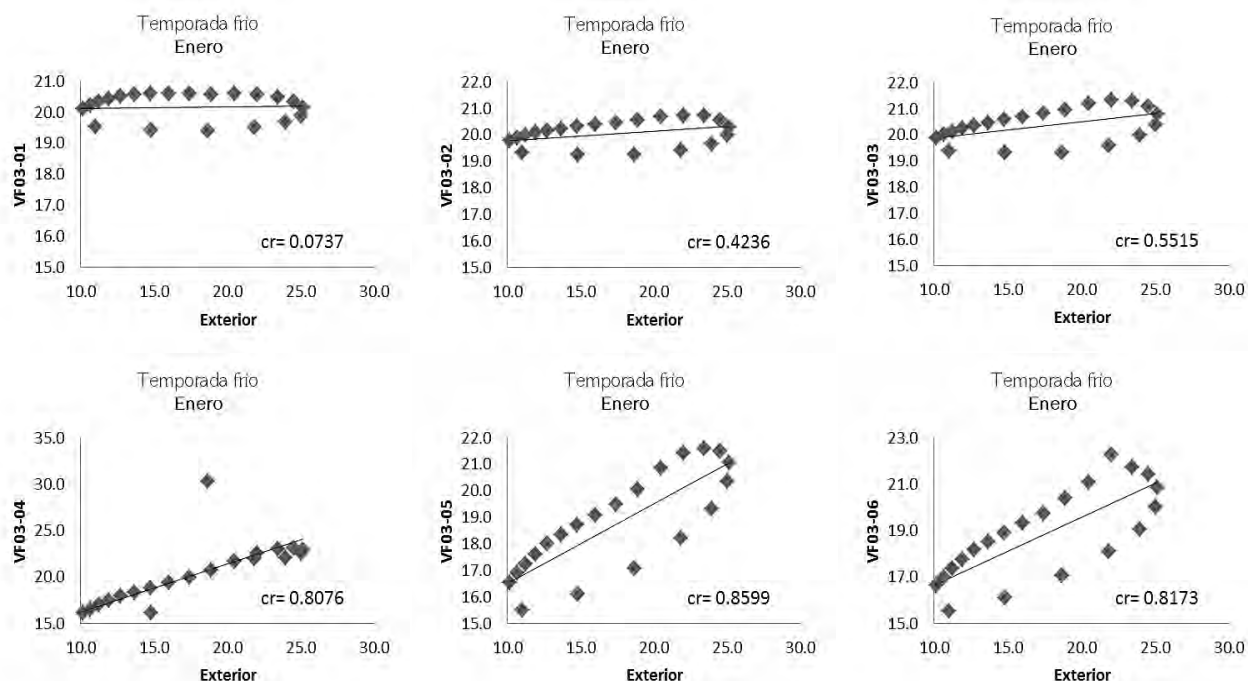 Temporada frio
Enero
21.0
20.0
19.0
18.0
17.0
16.0
15.0
VF03-01
cr= 0.0737
10.0 15.0 20.0 25.0 30.0
Exterior
Temporada frio
Enero
22.0
21.0
20.0
19.0
18.0
17.0
16.0
15.0
VF03-02
cr= 0.4236
10.0 15.0 20.0 25.0 30.0
Exterior
Temporada frio
Enero
22.0
21.0
20.0
19.0
18.0
17.0
16.0
15.0
VF03-03
cr= 0.5515
10.0 15.0 20.0 25.0 30.0
Exterior
Temporada frio
Enero
35.0
30.0
25.0
20.0
15.0
VF03-04
cr= 0.8076
10.0 15.0 20.0 25.0 30.0
Exterior
Temporada frio
Enero
22.0
21.0
20.0
19.0
18.0
17.0
16.0
15.0
VF03-05
cr= 0.8599
10.0 15.0 20.0 25.0 30.0
Exterior
Temporada frio
Enero
23.0
21.0
19.0
17.0
15.0
VF03-06
cr= 0.8173
10.0 15.0 20.0 25.0 30.0
Exterior